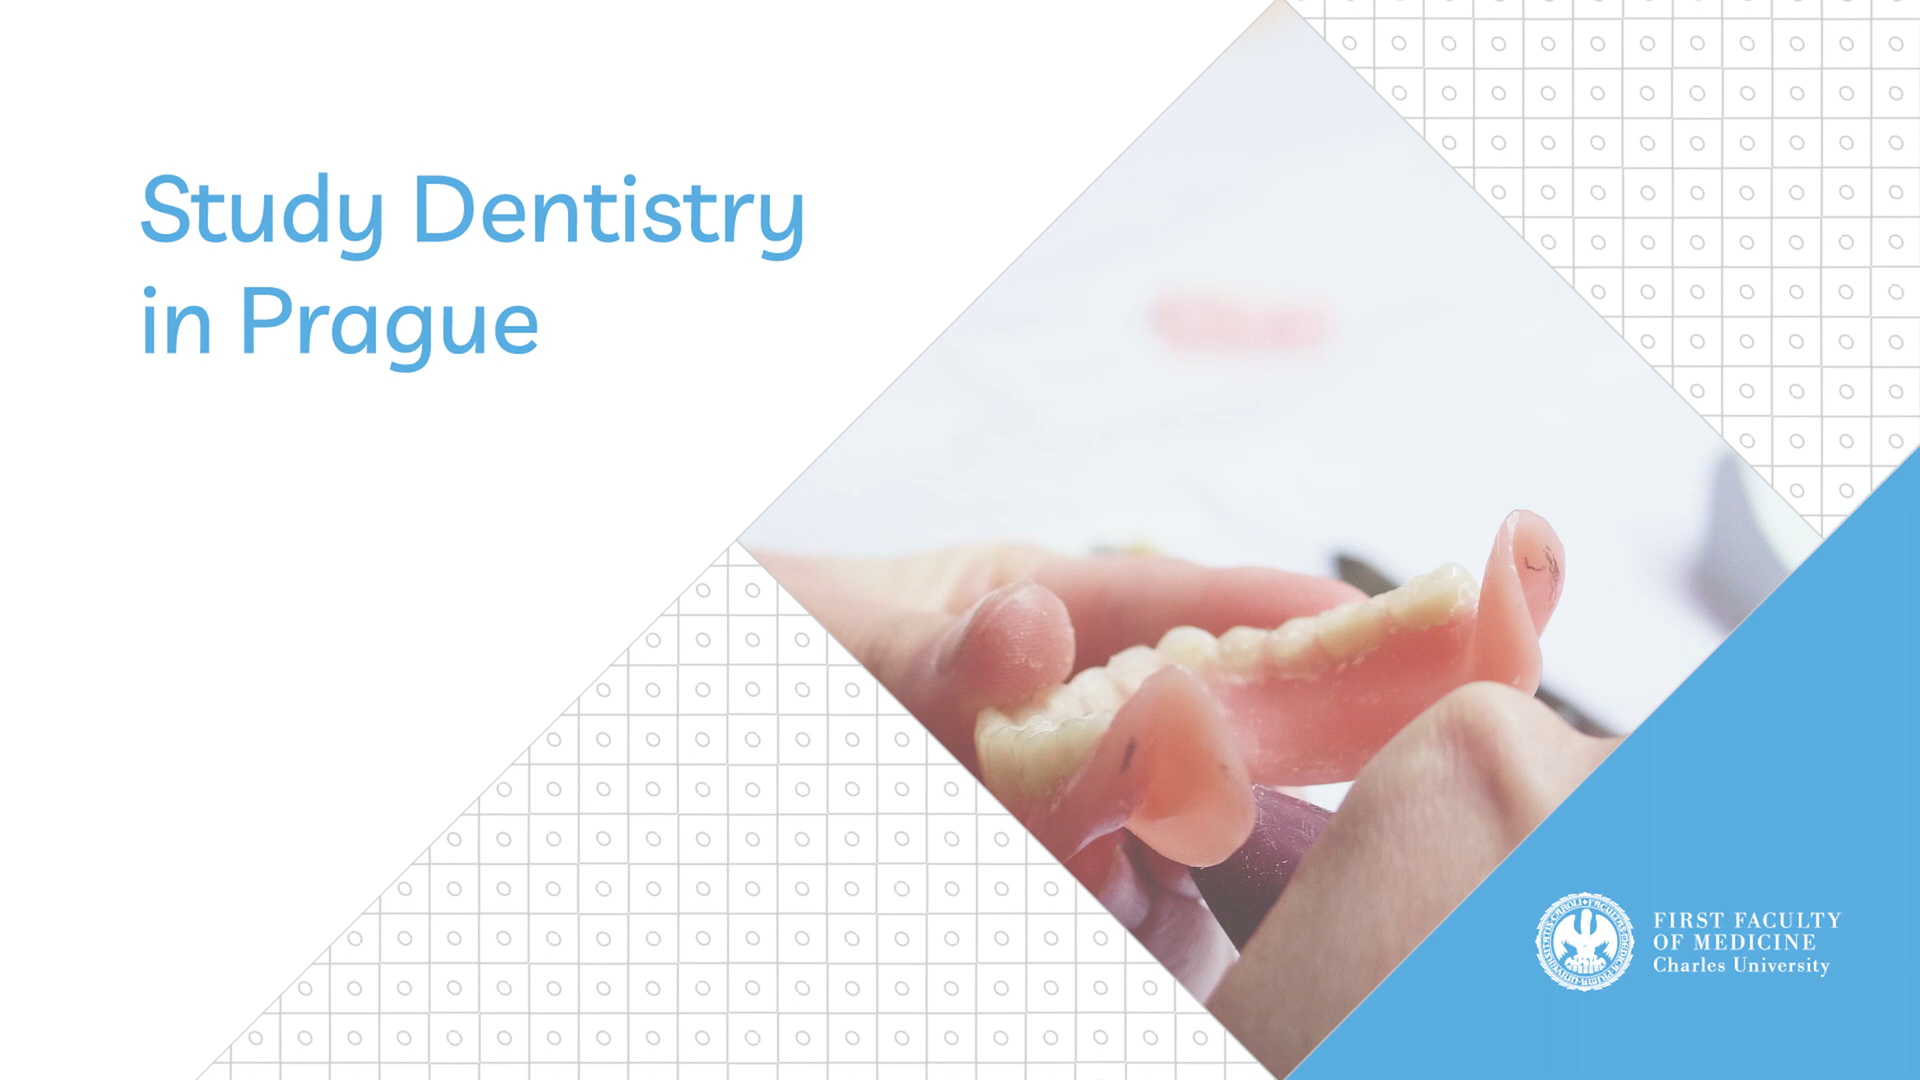 Study Dentistry
in Prague
FIRST FACULTY
OF MEDICINE
Charles University